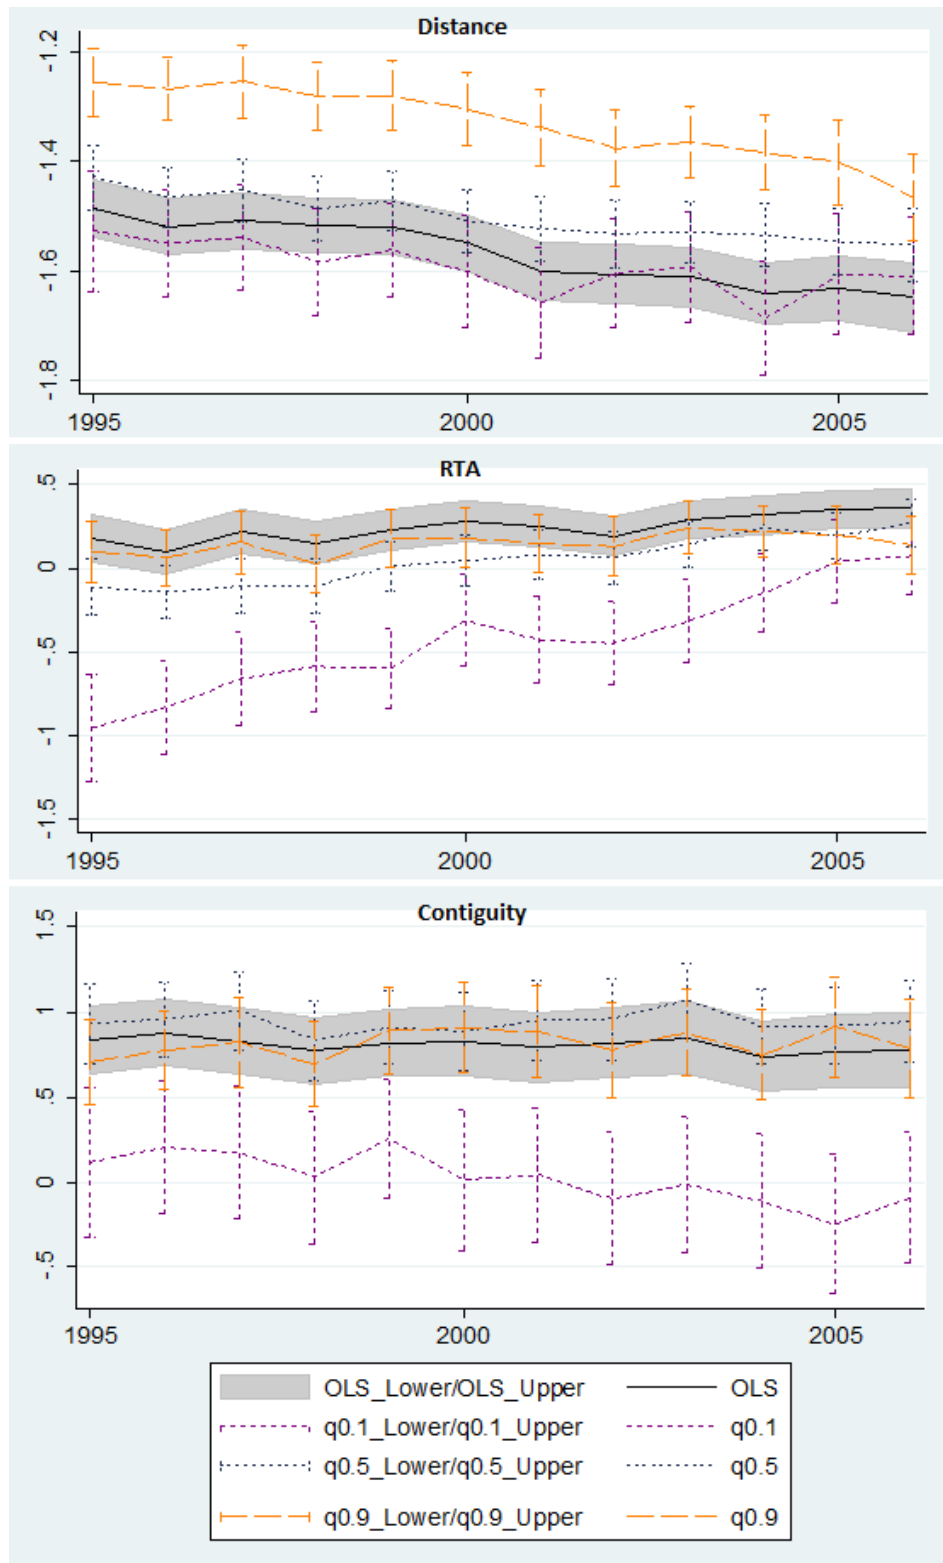 Distance
-1.2
-1.4
-1.6
-1.8
1995 2000 2005
RTA
.5
0
-.5
-1
-1.5
1995 2000 2005
Contiguity
1.5
1
.5
0
-.5
1995 2000 2005
OLS_Lower/OLS_Upper OLS
q0.1_Lower/q0.1_Upper q0.1
q0.5_Lower/q0.5_Upper q0.5
q0.9_Lower/q0.9_Upper q0.9